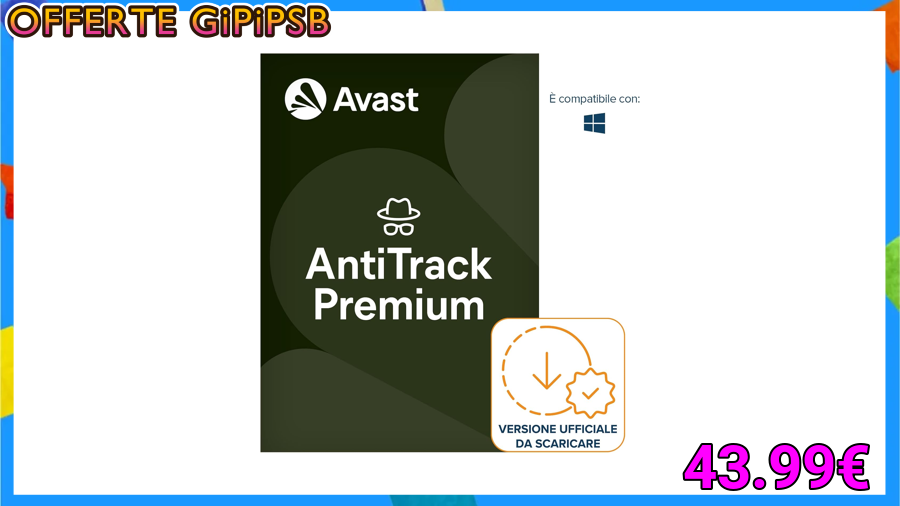 OFFERTE GiPiPSB
Avast
È compatibile con:
AntiTrack
Premium
VERSIONE UFFICIALE
DA SCARICARE
43.99€